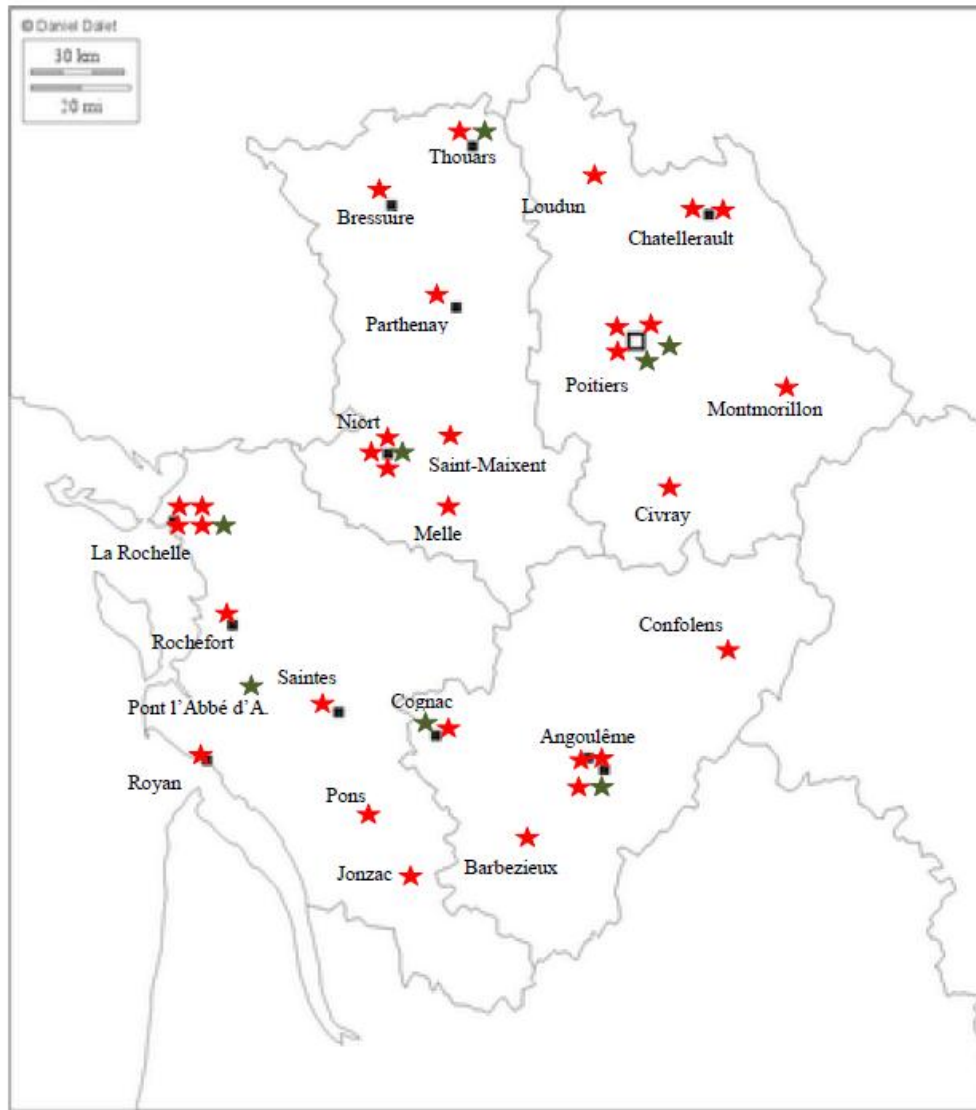 © Daniel Dalet
30 km
20 mi
Thouars
Loudun
Bressuire
Chatellerault
Parthenay
Poitiers
Montmorillon
Niort
Saint-Maixent
Civray
Melle
La Rochelle
Confolens
Rochefort
Saintes
Pont l’Abbé d’A.
Cognac
Angoulême
Royan
Pons
Barbezieux
Jonzac